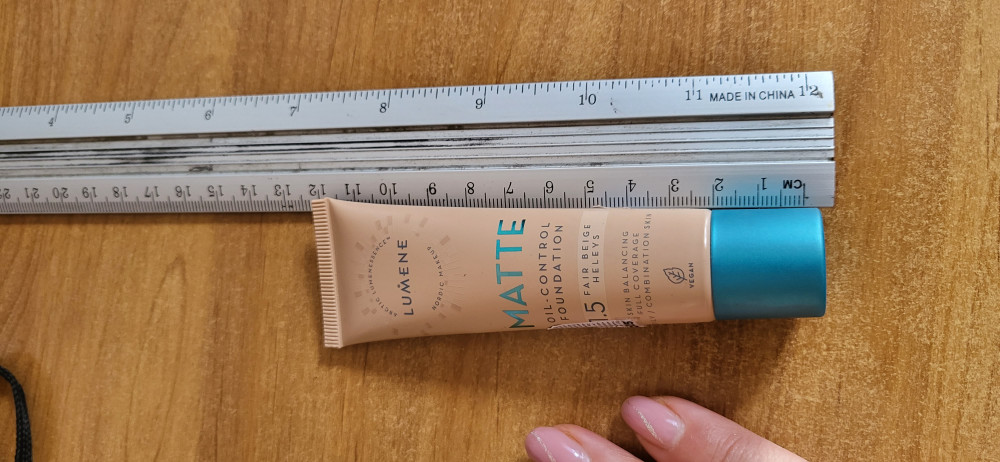 4 5 6 7 8 9 10 11 MADE IN CHINA 12
22 21 20 19 18 17 16 15 14 13 12 11 10 9 8 7 6 5 4 3 2 1 CM
ARCTIC LUMENESSENCE™
LUMENE
NORDIC MAKEUP
MATTE
OIL-CONTROL
FOUNDATION
1.5 FAIR BEIGE
HELEYS
SKIN BALANCING
FULL COVERAGE
/ COMBINATION SKIN
VEGAN